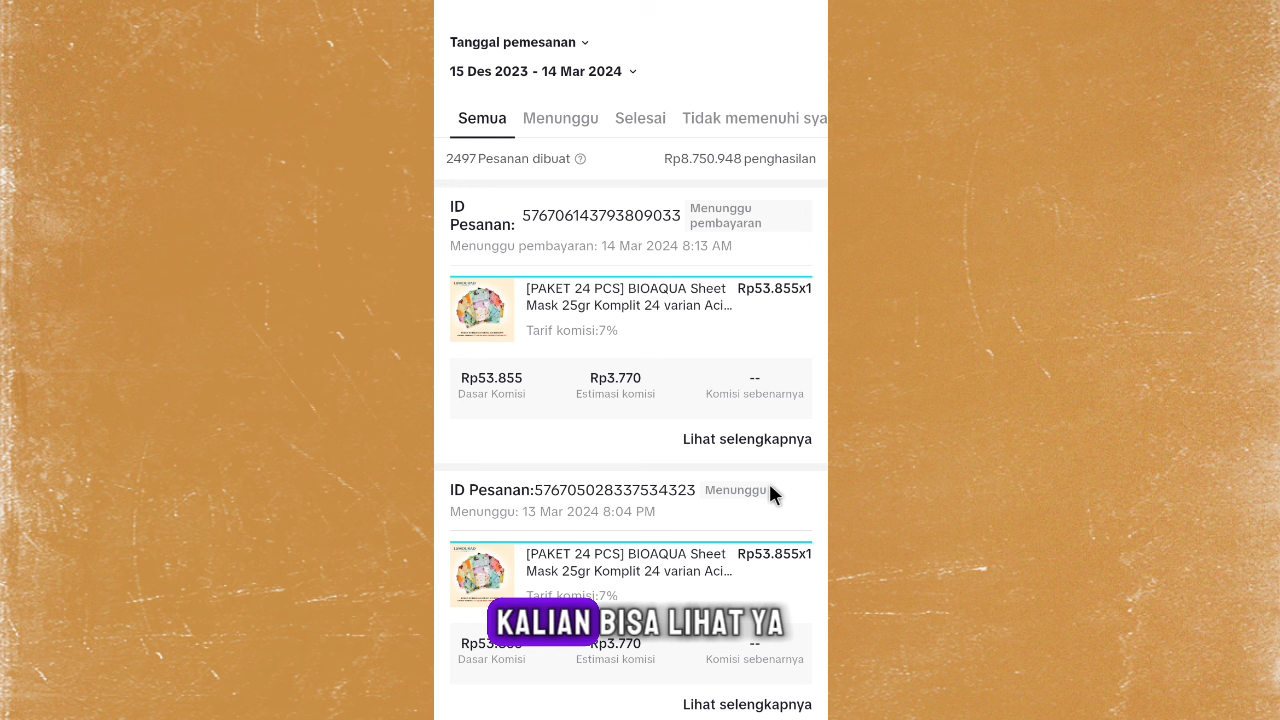 Tanggal pemesanan
15 Des 2023 - 14 Mar 2024
Semua Menunggu Selesai Tidak memenuhi sya
2497 Pesanan dibuat Rp8.750.948 penghasilan
ID Pesanan: 576706143793809033 Menunggu pembayaran
Menunggu pembayaran: 14 Mar 2024 8:13 AM
[PAKET 24 PCS] BIOAQUA Sheet Rp53.855x1
Mask 25gr Komplit 24 varian Aci...
Tarif komisi:7%
Rp53.855 Rp3.770 --
Dasar Komisi Estimasi komisi Komisi sebenarnya
Lihat selengkapnya
ID Pesanan:576705028337534323 Menunggu
Menunggu: 13 Mar 2024 8:04 PM
[PAKET 24 PCS] BIOAQUA Sheet Rp53.855x1
Mask 25gr Komplit 24 varian Aci...
Tarif komisi:7%
KALIAN BISA LIHAT YA
Rp3.770 --
Dasar Komisi Estimasi komisi Komisi sebenarnya
Lihat selengkapnya